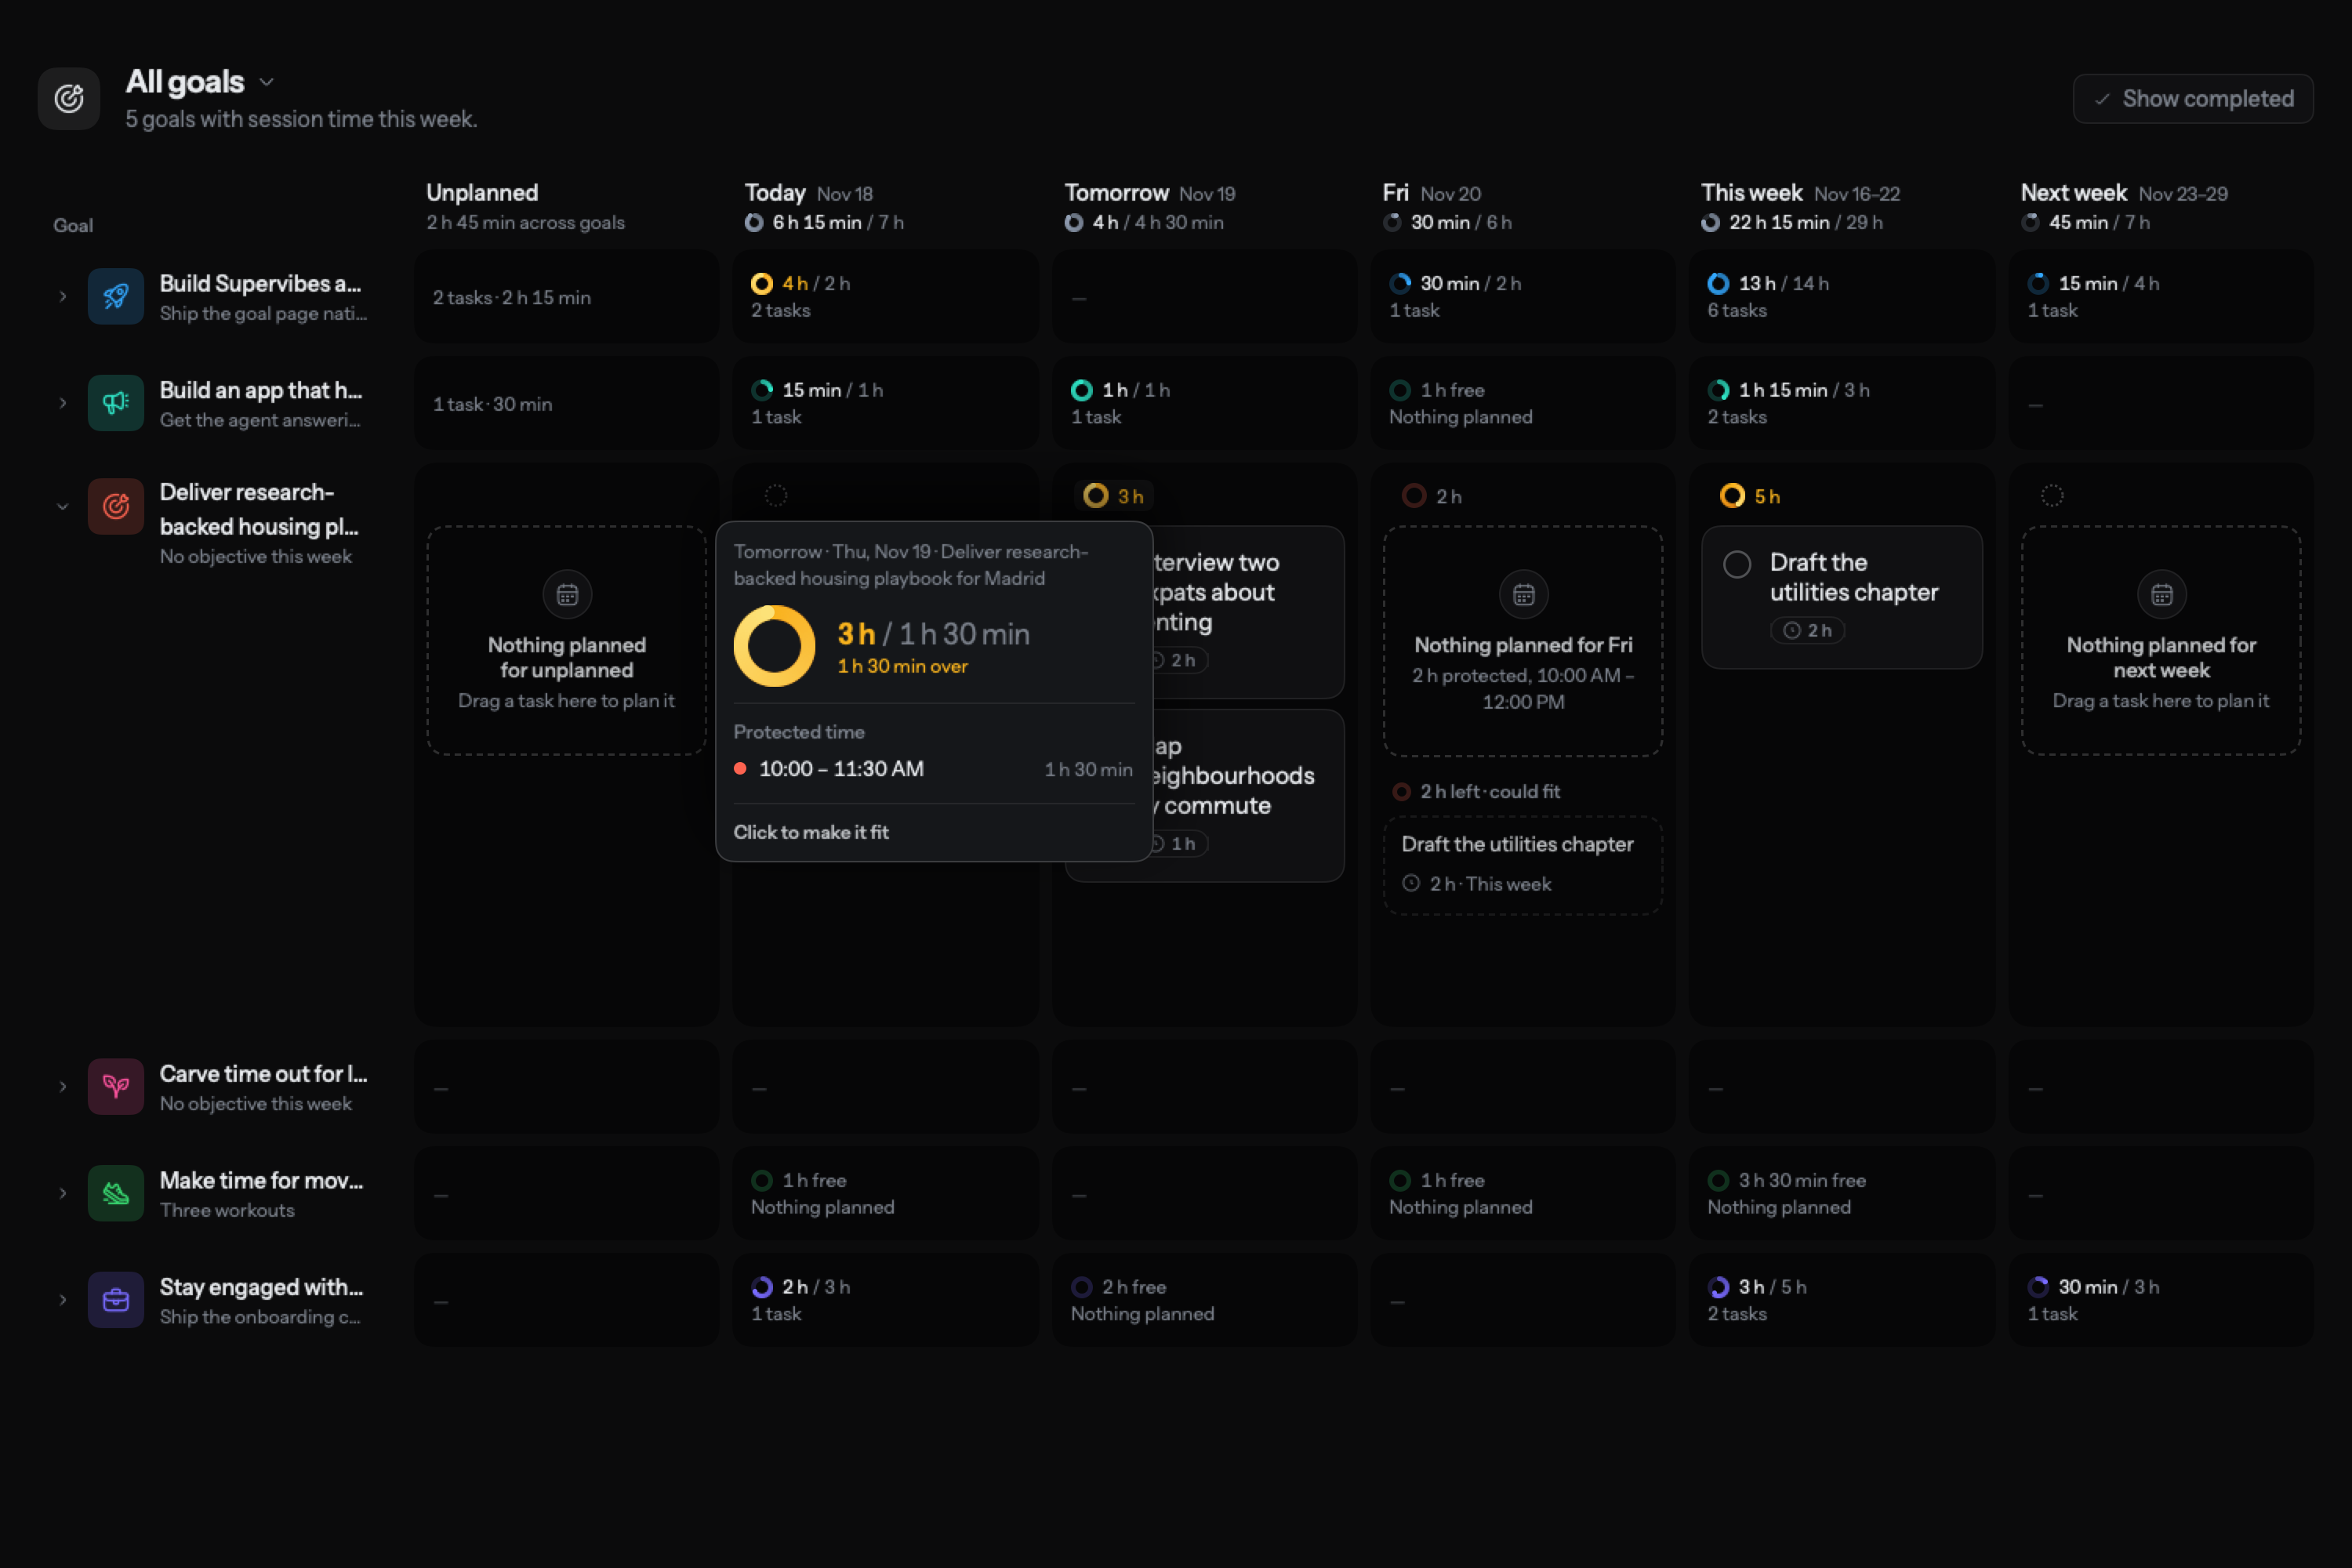 All goals
5 goals with session time this week.
Show completed
Goal
Unplanned
2 h 45 min across goals
Today Nov 18
6 h 15 min / 7 h
Tomorrow Nov 19
4 h / 4 h 30 min
Fri Nov 20
30 min / 6 h
This week Nov 16–22
22 h 15 min / 29 h
Next week Nov 23–29
45 min / 7 h
Build Supervibes a...
Ship the goal page nati...
2 tasks · 2 h 15 min
4 h / 2 h
2 tasks
–
30 min / 2 h
1 task
13 h / 14 h
6 tasks
15 min / 4 h
1 task
Build an app that h...
Get the agent answeri...
1 task · 30 min
15 min / 1 h
1 task
1 h / 1 h
1 task
1 h free
Nothing planned
1 h 15 min / 3 h
2 tasks
–
Deliver research-
backed housing pl...
No objective this week
Nothing planned
for unplanned
Drag a task here to plan it
Tomorrow · Thu, Nov 19 · Deliver research-
backed housing playbook for Madrid
3 h / 1 h 30 min
1 h 30 min over
Protected time
10:00 – 11:30 AM
1 h 30 min
Click to make it fit
3 h
two
about
2 h
commute
1 h
2 h
Nothing planned for Fri
2 h protected, 10:00 AM –
12:00 PM
2 h left · could fit
Draft the utilities chapter
2 h · This week
5 h
Draft the
utilities chapter
2 h
Nothing planned for
next week
Drag a task here to plan it
Carve time out for l...
No objective this week
–
–
–
–
–
–
Make time for mov...
Three workouts
–
1 h free
Nothing planned
–
1 h free
Nothing planned
3 h 30 min free
Nothing planned
–
Stay engaged with...
Ship the onboarding c...
–
2 h / 3 h
1 task
2 h free
Nothing planned
–
3 h / 5 h
2 tasks
30 min / 3 h
1 task